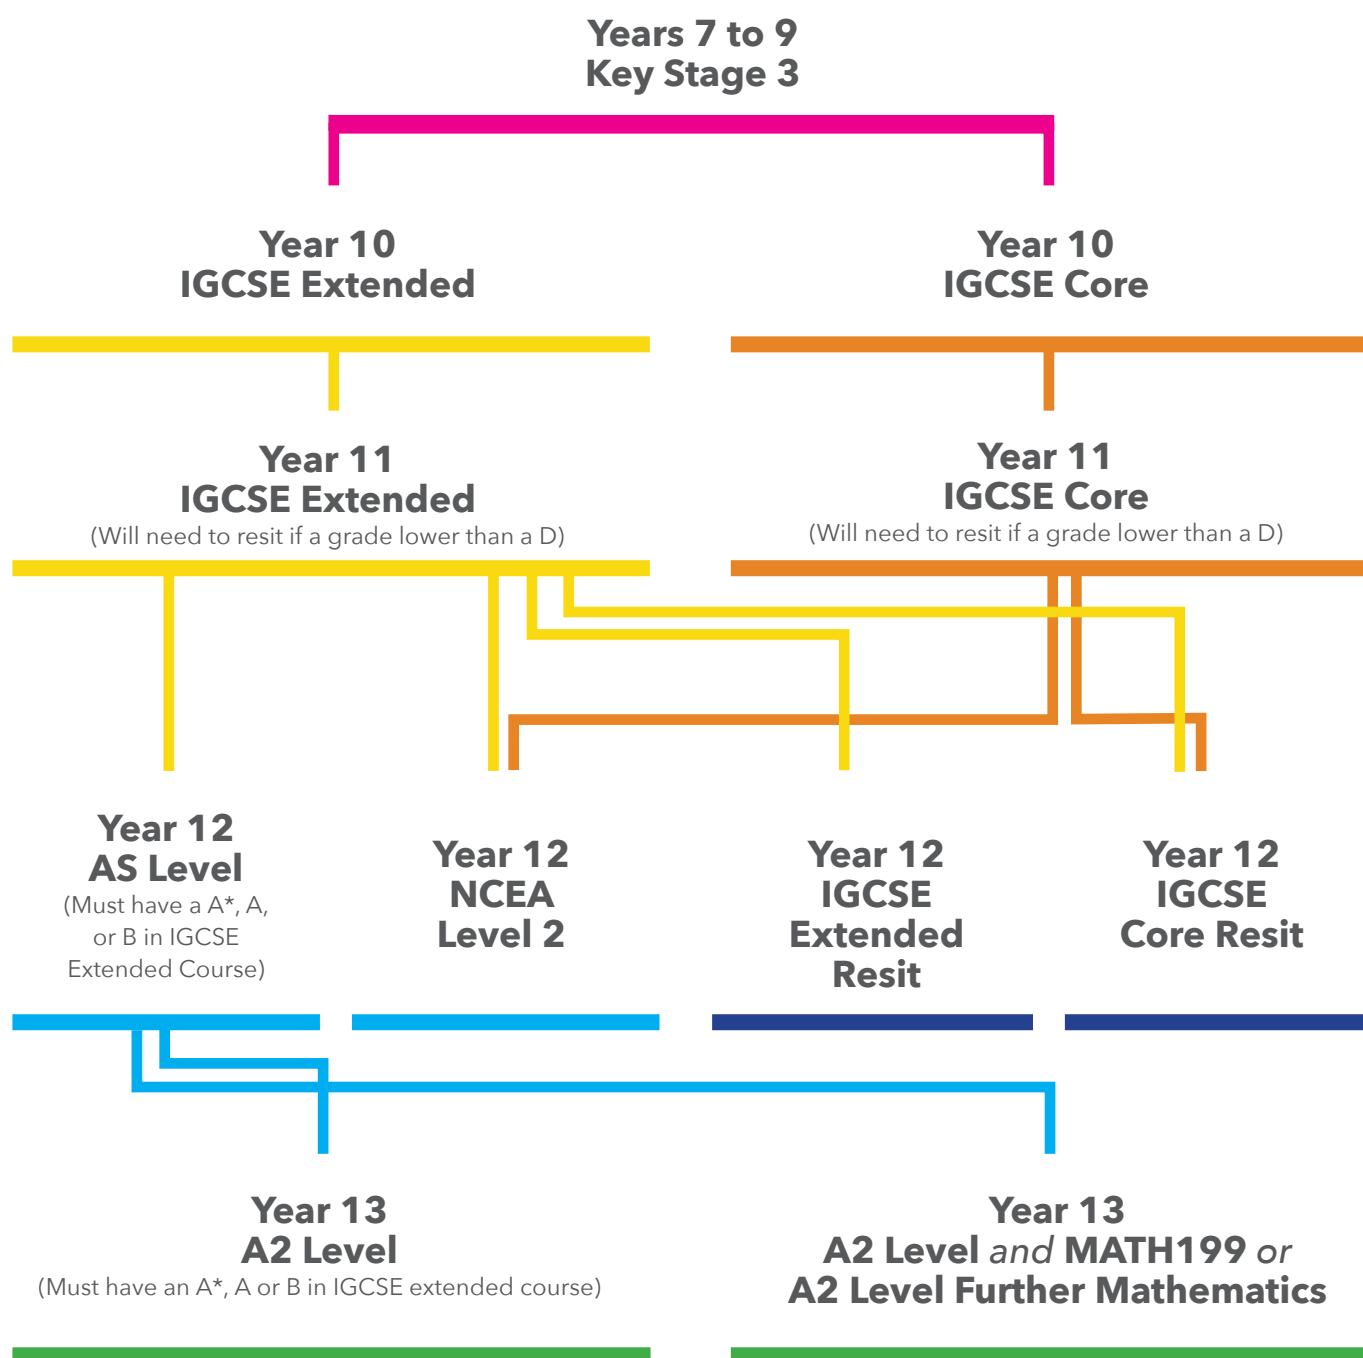 Years 7 to 9
Key Stage 3
Year 10
IGCSE Extended
Year 10
IGCSE Core
Year 11
IGCSE Extended
(Will need to resit if a grade lower than a D)
Year 11
IGCSE Core
(Will need to resit if a grade lower than a D)
Year 12
AS Level
(Must have a A*, A,
or B in IGCSE
Extended Course)
Year 12
NCEA
Level 2
Year 12
IGCSE
Extended
Resit
Year 12
IGCSE
Core Resit
Year 13
A2 Level
(Must have an A*, A or B in IGCSE extended course)
Year 13
A2 Level and MATH199 or
A2 Level Further Mathematics